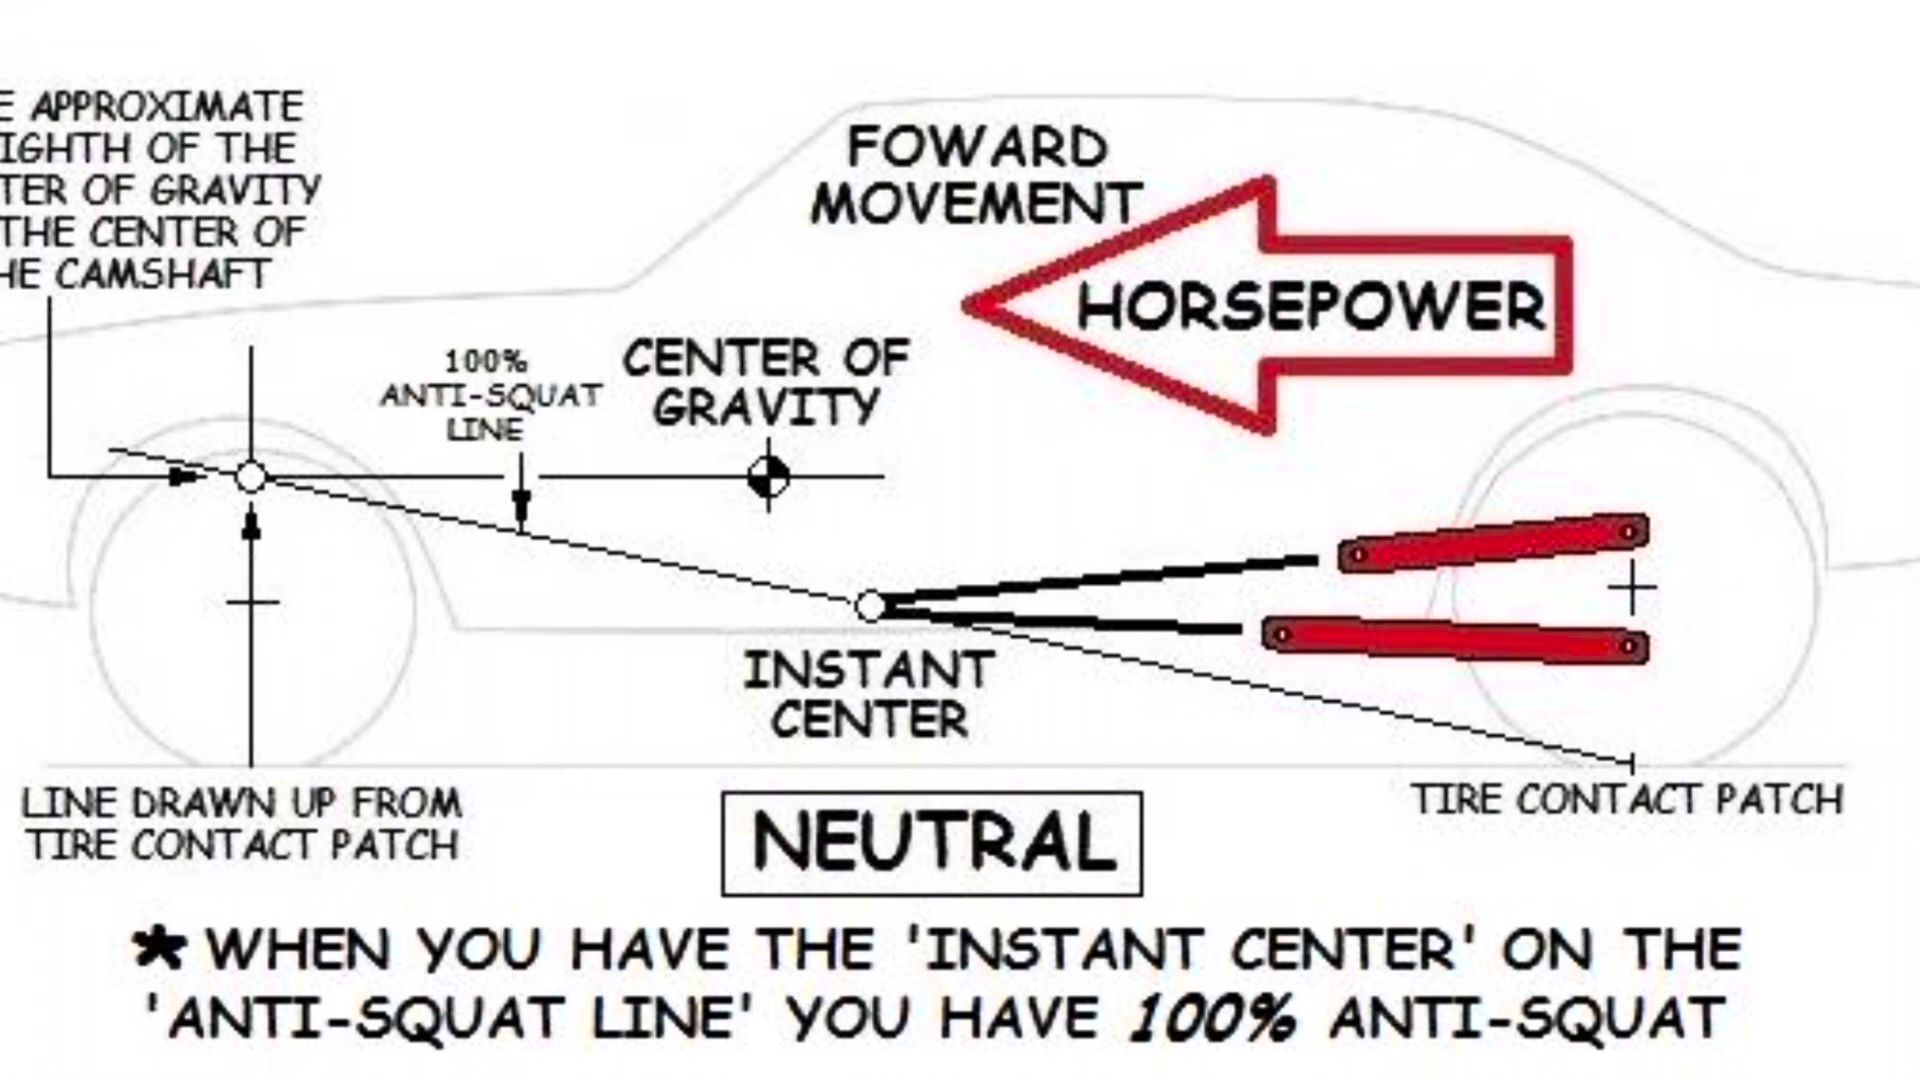 E APPROXIMATE
IGHTH OF THE
TER OF GRAVITY
THE CENTER OF
HE CAMSHAFT
FOWARD
MOVEMENT
HORSEPOWER
100%
ANTI-SQUAT
LINE
CENTER OF
GRAVITY
INSTANT
CENTER
LINE DRAWN UP FROM
TIRE CONTACT PATCH
TIRE CONTACT PATCH
NEUTRAL
* WHEN YOU HAVE THE 'INSTANT CENTER' ON THE
'ANTI-SQUAT LINE' YOU HAVE 100% ANTI-SQUAT